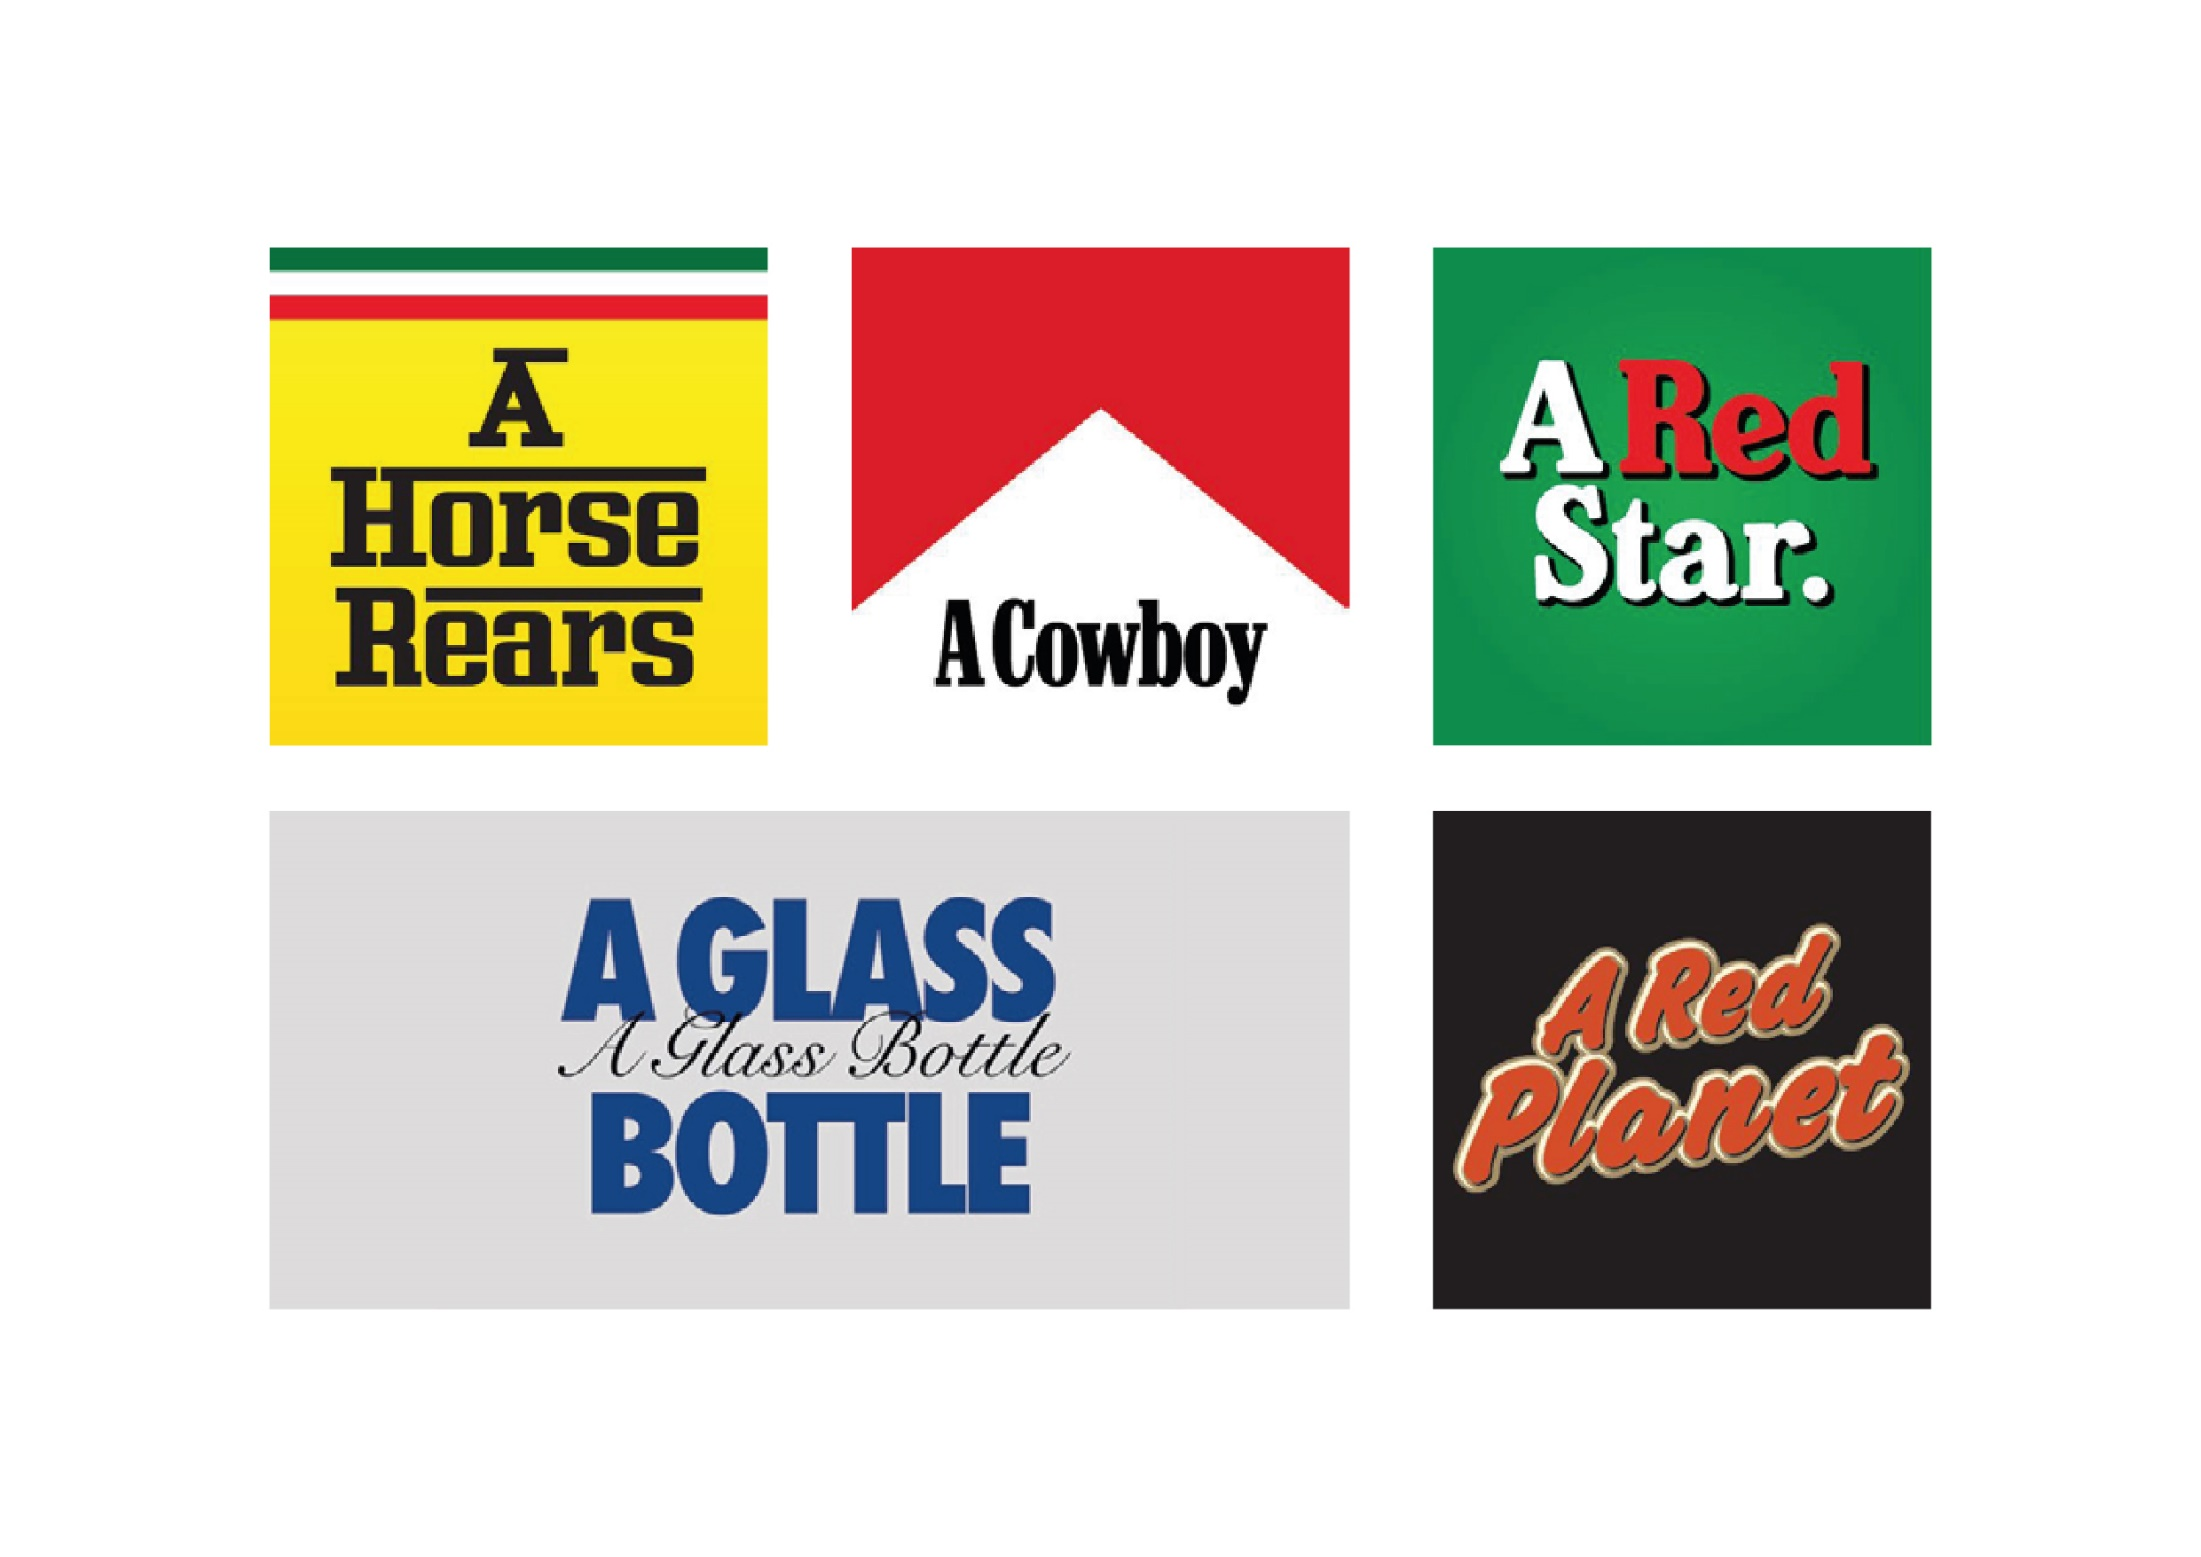 A
Horse
Rears
A Cowboy
A Red
Star.
A GLASS
A Glass Bottle
BOTTLE
A Red
Planet